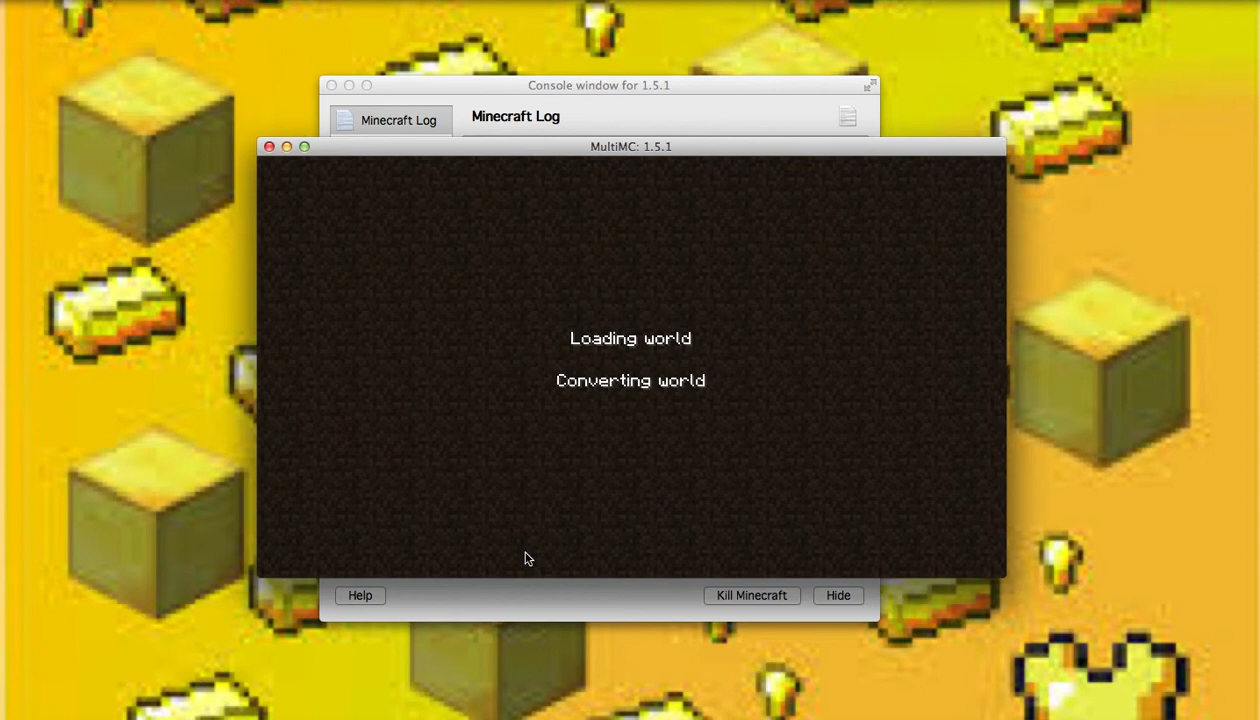 Console window for 1.5.1
Minecraft Log
Minecraft Log
MultiMC: 1.5.1
Loading world
Converting world
Help
Kill Minecraft
Hide